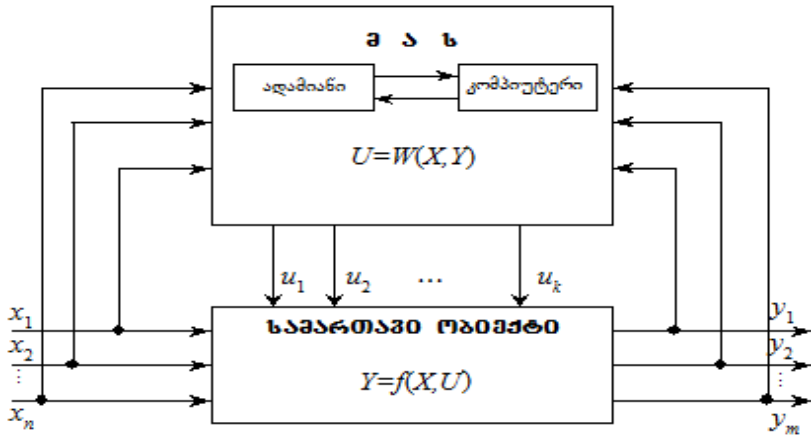 მ ა ს
ადამიანი
კომპიუტერი
U=W(X,Y)
u₁ u₂ ... uₖ
x₁
სამართავი ობიექტი
y₁
x₂
Y=f(X,U)
y₂
⋮
⋮
xₙ
yₘ